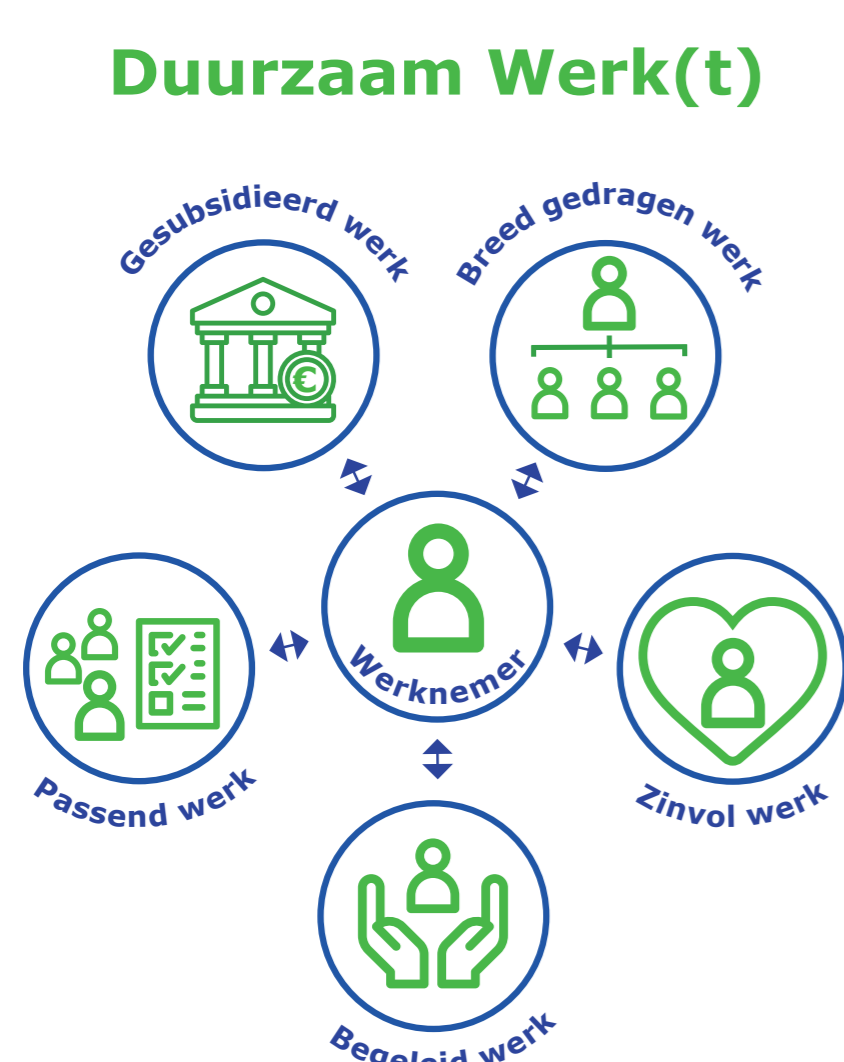 Duurzaam Werk(t)
Gesubsidieerd werk
Breed gedragen werk
€
Werknemer
Passend werk
Zinvol werk
Begeleid werk